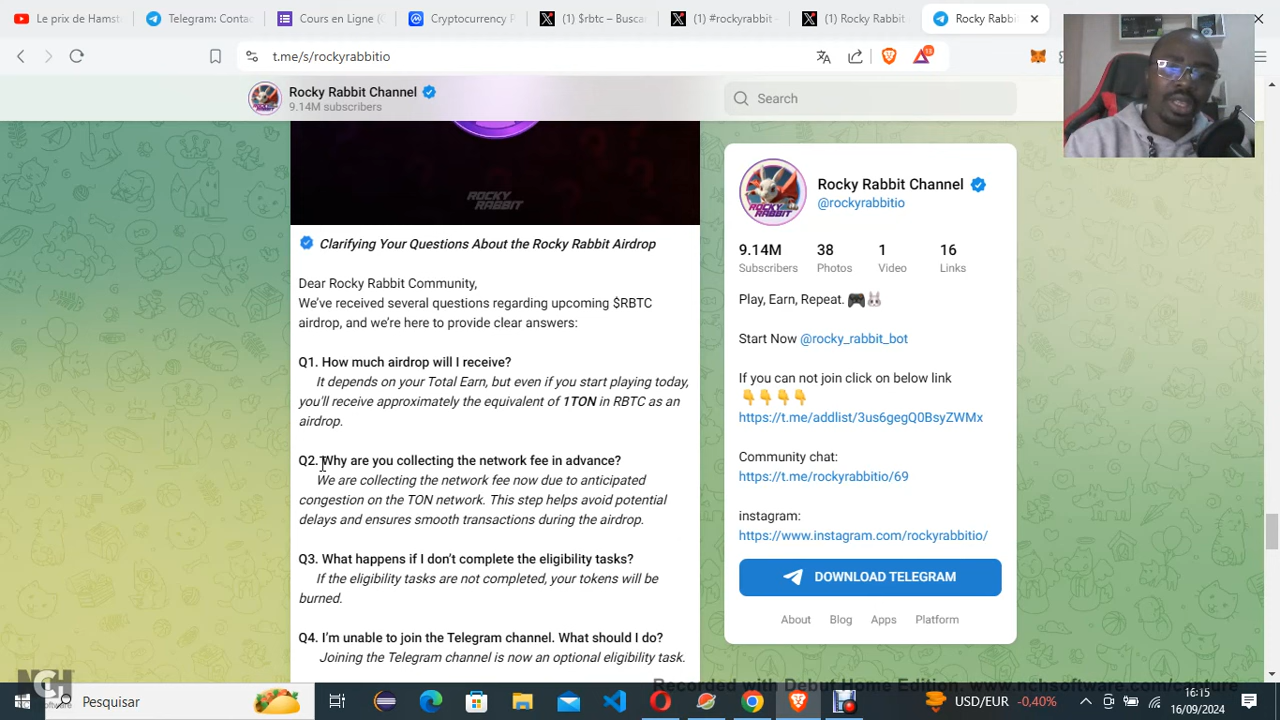 Le prix de Hamst
Telegram: Contac
Cours en Ligne (C
Cryptocurrency P
(1) $rbtc – Buscar
(1) #rockyrabbit -
(1) Rocky Rabbit
Rocky Rabbi
t.me/s/rockyrabbitio
13
Rocky Rabbit Channel
9.14M subscribers
Search
ROCKY
RABBIT
Clarifying Your Questions About the Rocky Rabbit Airdrop
Dear Rocky Rabbit Community,
We've received several questions regarding upcoming $RBTC
airdrop, and we're here to provide clear answers:
Q1. How much airdrop will I receive?
It depends on your Total Earn, but even if you start playing today,
you'll receive approximately the equivalent of 1TON in RBTC as an
airdrop.
Q2. Why are you collecting the network fee in advance?
We are collecting the network fee now due to anticipated
congestion on the TON network. This step helps avoid potential
delays and ensures smooth transactions during the airdrop.
Q3. What happens if I don't complete the eligibility tasks?
If the eligibility tasks are not completed, your tokens will be
burned.
Q4. I'm unable to join the Telegram channel. What should I do?
Joining the Telegram channel is now an optional eligibility task.
Rocky Rabbit Channel
@rockyrabbitio
9.14M 38 1 16
Subscribers Photos Video Links
Play, Earn, Repeat. 🎮🐰
Start Now @rocky_rabbit_bot
If you can not join click on below link
👇👇👇👇
https://t.me/addlist/3us6gegQ0BsyZWMx
Community chat:
https://t.me/rockyrabbitio/69
instagram:
https://www.instagram.com/rockyrabbitio/
DOWNLOAD TELEGRAM
About Blog Apps Platform
NCH
Software
Recorded with Debut Home Edition. www.nchsoftware.com/capture
Pesquisar
USD/EUR -0,40%
16:15
16/09/2024